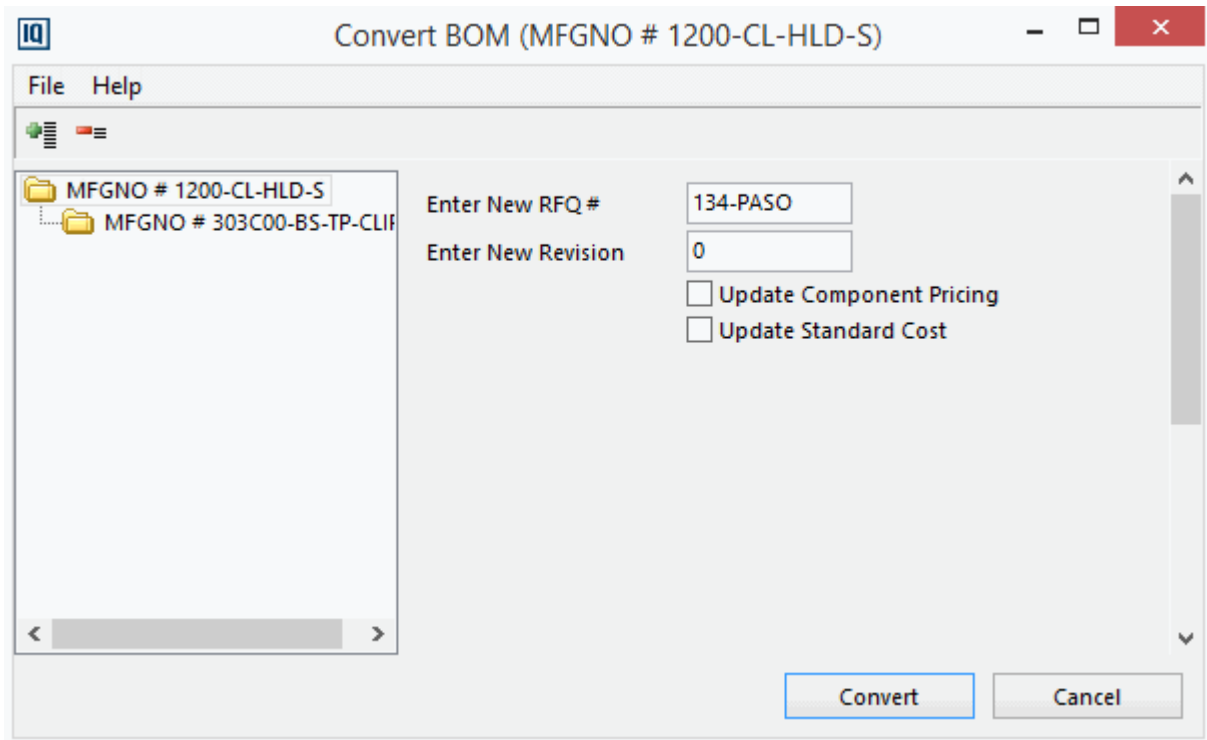 IQ
Convert BOM (MFGNO # 1200-CL-HLD-S)
File Help
MFGNO # 1200-CL-HLD-S
MFGNO # 303C00-BS-TP-CLIF
Enter New RFQ # 134-PASO
Enter New Revision 0
Update Component Pricing
Update Standard Cost
Convert Cancel